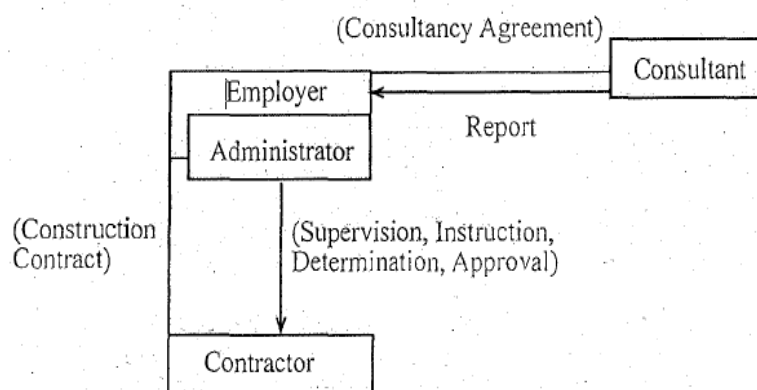 (Consultancy Agreement)
Consultant
Employer
Report
Administrator
(Construction
Contract)
(Supervision, Instruction,
Determination, Approval)
Contractor